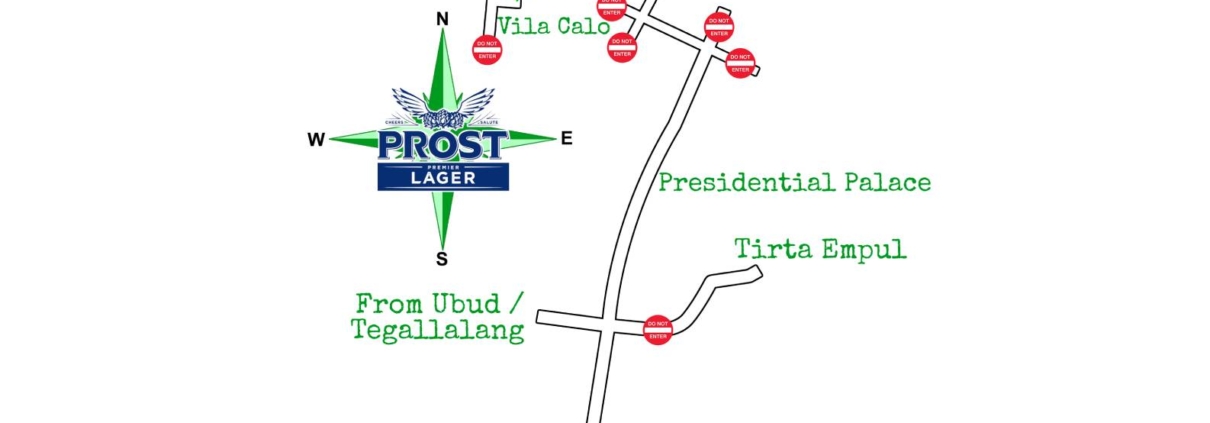 N
Vila Calo
DO NOT
ENTER
DO NOT
ENTER
DO NOT
ENTER
DO NOT
ENTER
DO NOT
ENTER
W
E
CHEERS
SALUTE
PROST
PREMIER
LAGER
S
Presidential Palace
Tirta Empul
From Ubud /
Tegallalang
DO NOT
ENTER